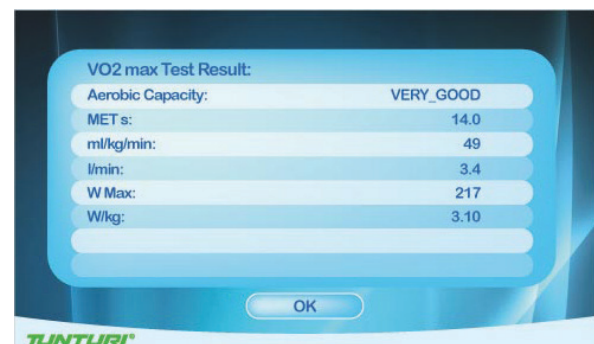 VO2 max Test Result:
Aerobic Capacity: VERY_GOOD
MET s: 14.0
ml/kg/min: 49
l/min: 3.4
W Max: 217
W/kg: 3.10
OK
TUNTURI®